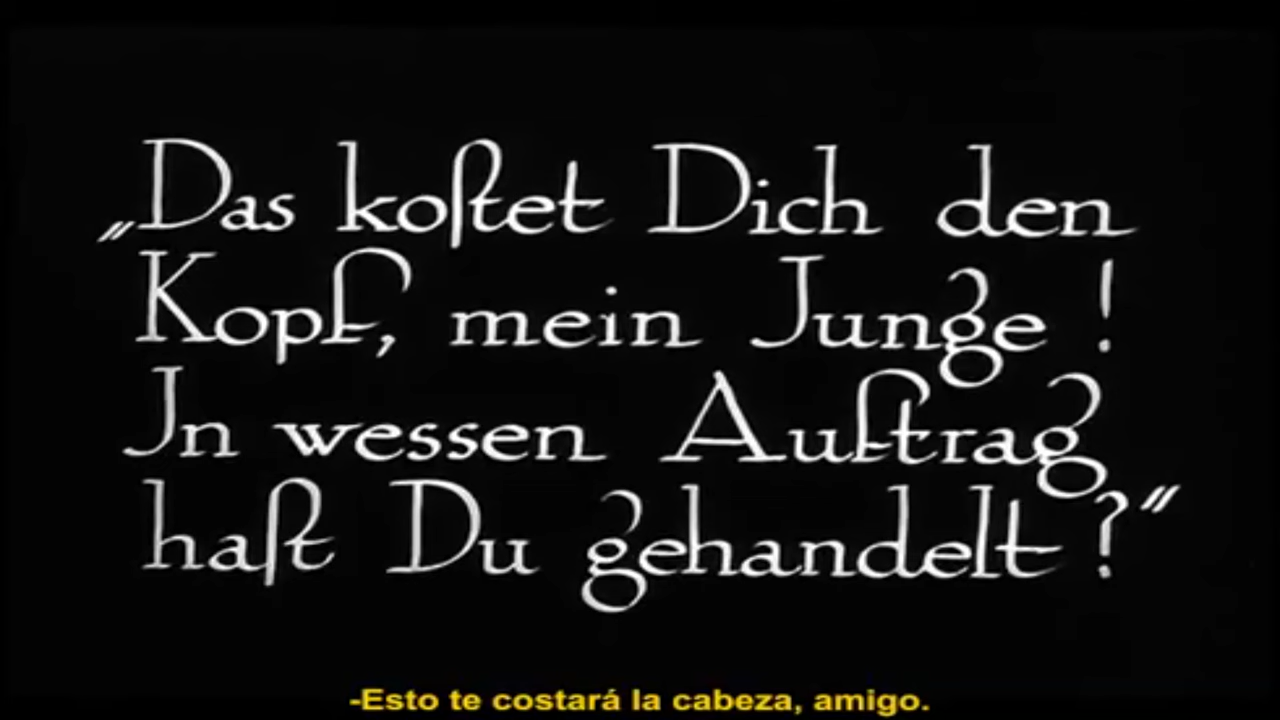 „Das koſtet Dich den
Kopf, mein Junge !
Jn wessen Auftrag
haſt Du gehandelt ?“
-Esto te costará la cabeza, amigo.